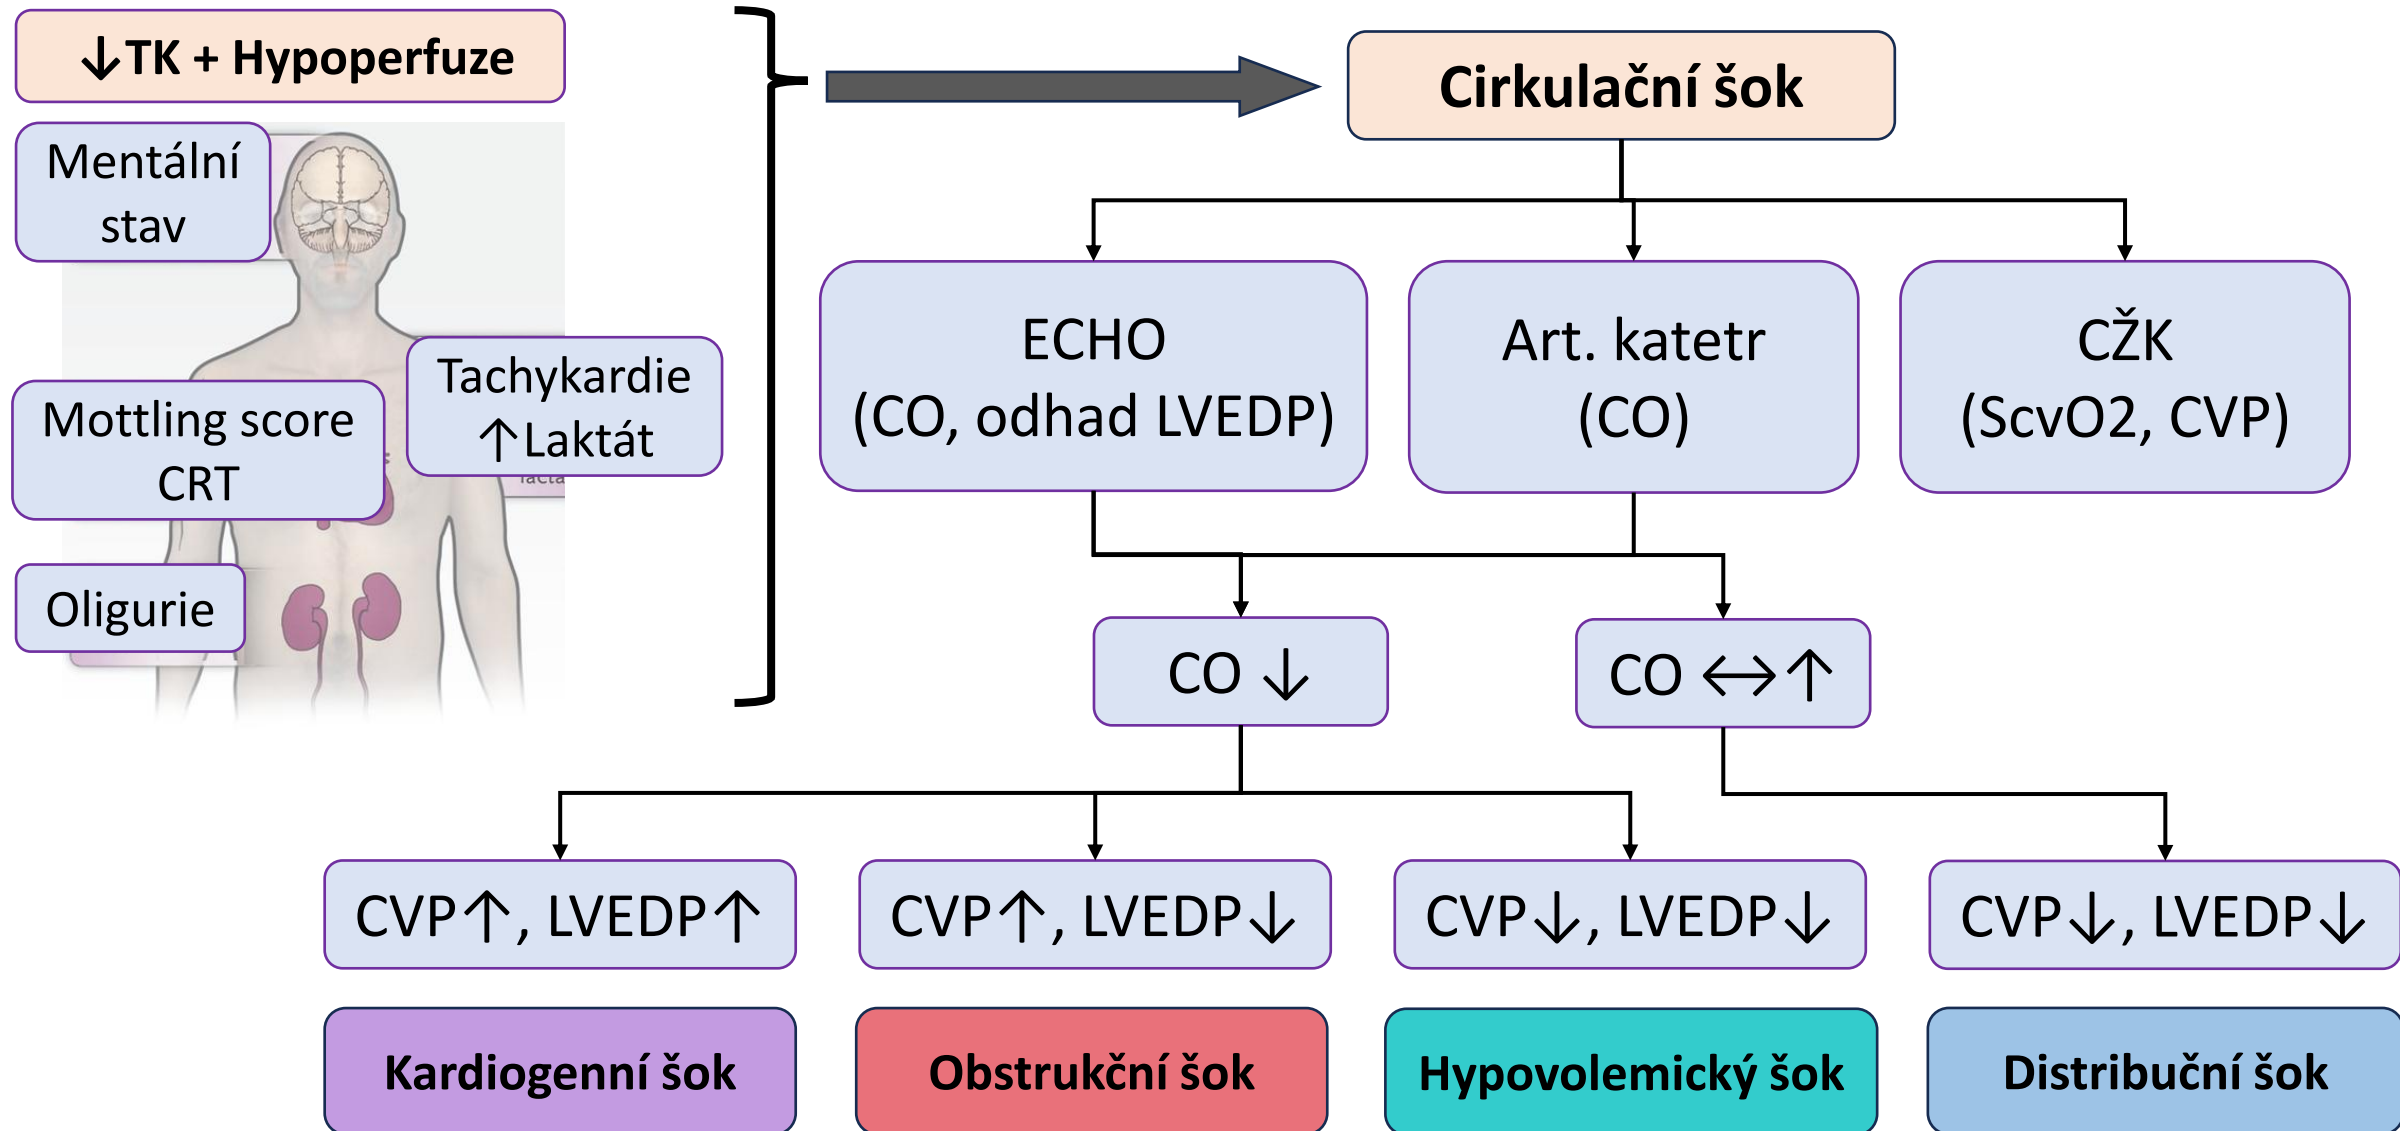 ↓TK + Hypoperfuze
Mentální
stav
Tachykardie
↑Laktát
Mottling score
CRT
Oligurie
Cirkulační šok
ECHO
(CO, odhad LVEDP)
Art. katetr
(CO)
CŽK
(ScvO2, CVP)
CO ↓
CO ↔↑
CVP↑, LVEDP↑
CVP↑, LVEDP↓
CVP↓, LVEDP↓
CVP↓, LVEDP↓
Kardiogenní šok
Obstrukční šok
Hypovolemický šok
Distribuční šok